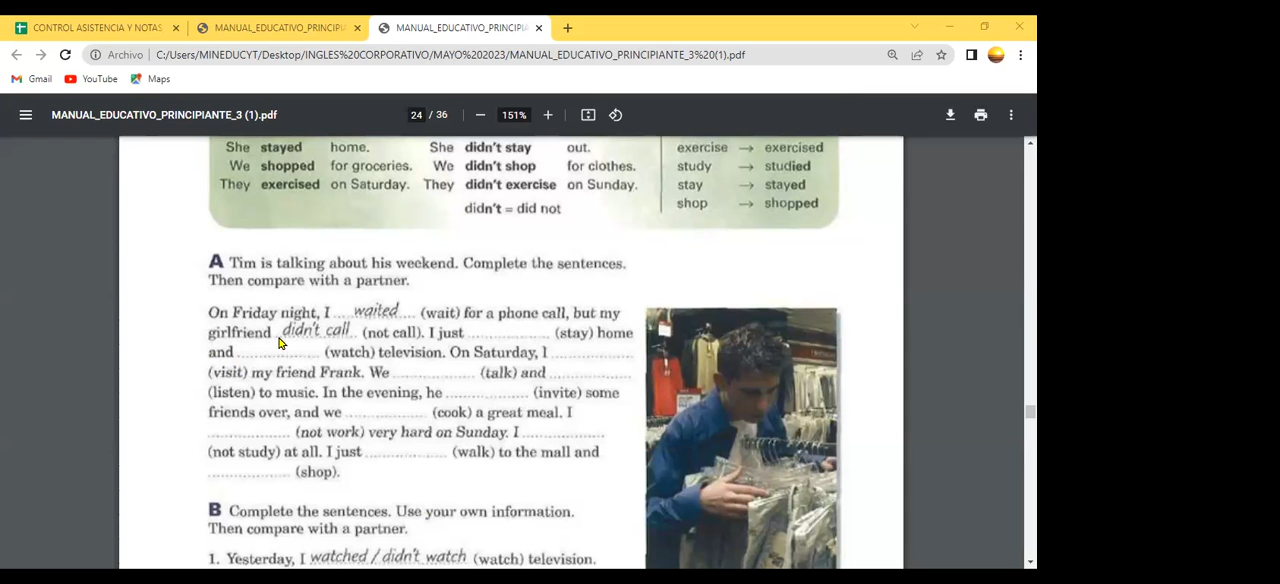 CONTROL ASISTENCIA Y NOTAS
MANUAL_EDUCATIVO_PRINCIPIA
MANUAL_EDUCATIVO_PRINCIPIA
Archivo
C:/Users/MINEDUCYT/Desktop/INGLES%20CORPORATIVO/MAYO%202023/MANUAL_EDUCATIVO_PRINCIPIANTE_3%20(1).pdf
Gmail YouTube Maps
MANUAL_EDUCATIVO_PRINCIPIANTE_3 (1).pdf
24 / 36
151%
She stayed home. She didn't stay out. exercise → exercised
We shopped for groceries. We didn't shop for clothes. study → studied
They exercised on Saturday. They didn't exercise on Sunday. stay → stayed
didn't = did not shop → shopped
A Tim is talking about his weekend. Complete the sentences.
Then compare with a partner.
On Friday night, I waited (wait) for a phone call, but my
girlfriend didn't call (not call). I just .............. (stay) home
and .............. (watch) television. On Saturday, I ..............
(visit) my friend Frank. We .............. (talk) and ..............
(listen) to music. In the evening, he .............. (invite) some
friends over, and we .............. (cook) a great meal. I
.............. (not work) very hard on Sunday. I ..............
(not study) at all. I just .............. (walk) to the mall and
.............. (shop).
B Complete the sentences. Use your own information.
Then compare with a partner.
1. Yesterday, I watched / didn't watch (watch) television.